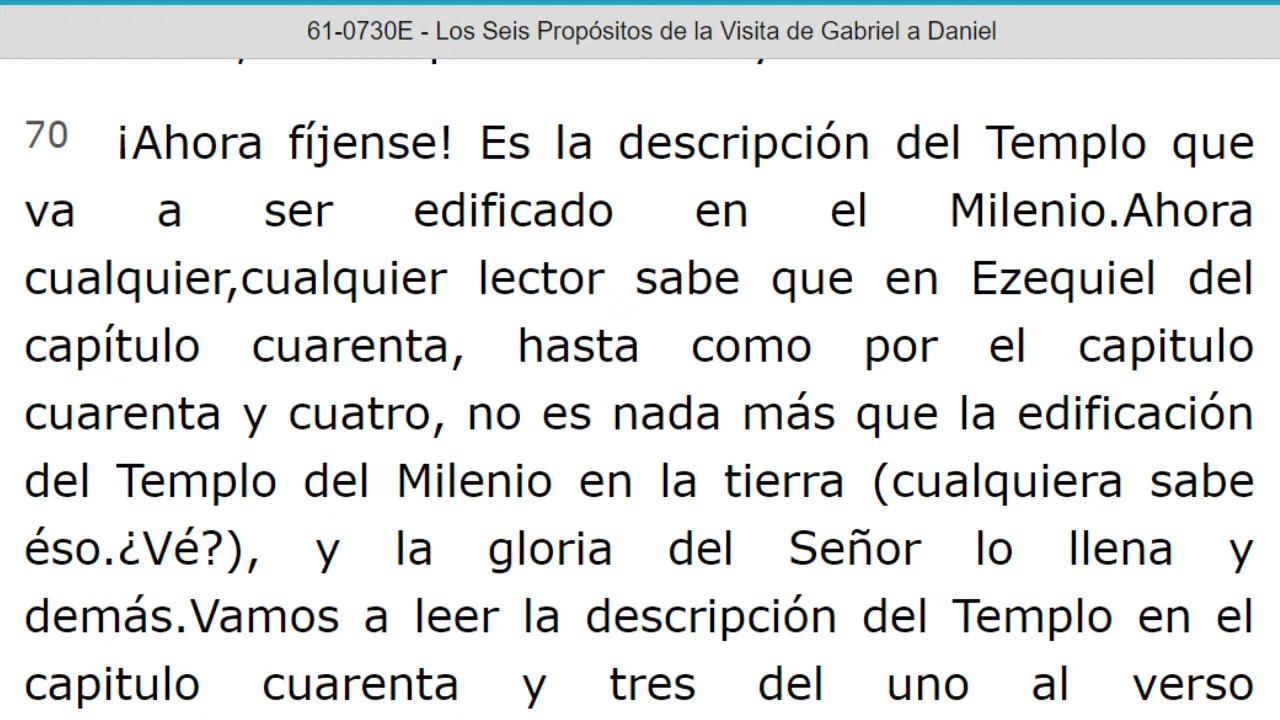 61-0730E - Los Seis Propósitos de la Visita de Gabriel a Daniel
70 ¡Ahora fíjense! Es la descripción del Templo que
va a ser edificado en el Milenio.Ahora
cualquier,cualquier lector sabe que en Ezequiel del
capítulo cuarenta, hasta como por el capitulo
cuarenta y cuatro, no es nada más que la edificación
del Templo del Milenio en la tierra (cualquiera sabe
éso.¿Vé?), y la gloria del Señor lo llena y
demás.Vamos a leer la descripción del Templo en el
capitulo cuarenta y tres del uno al verso